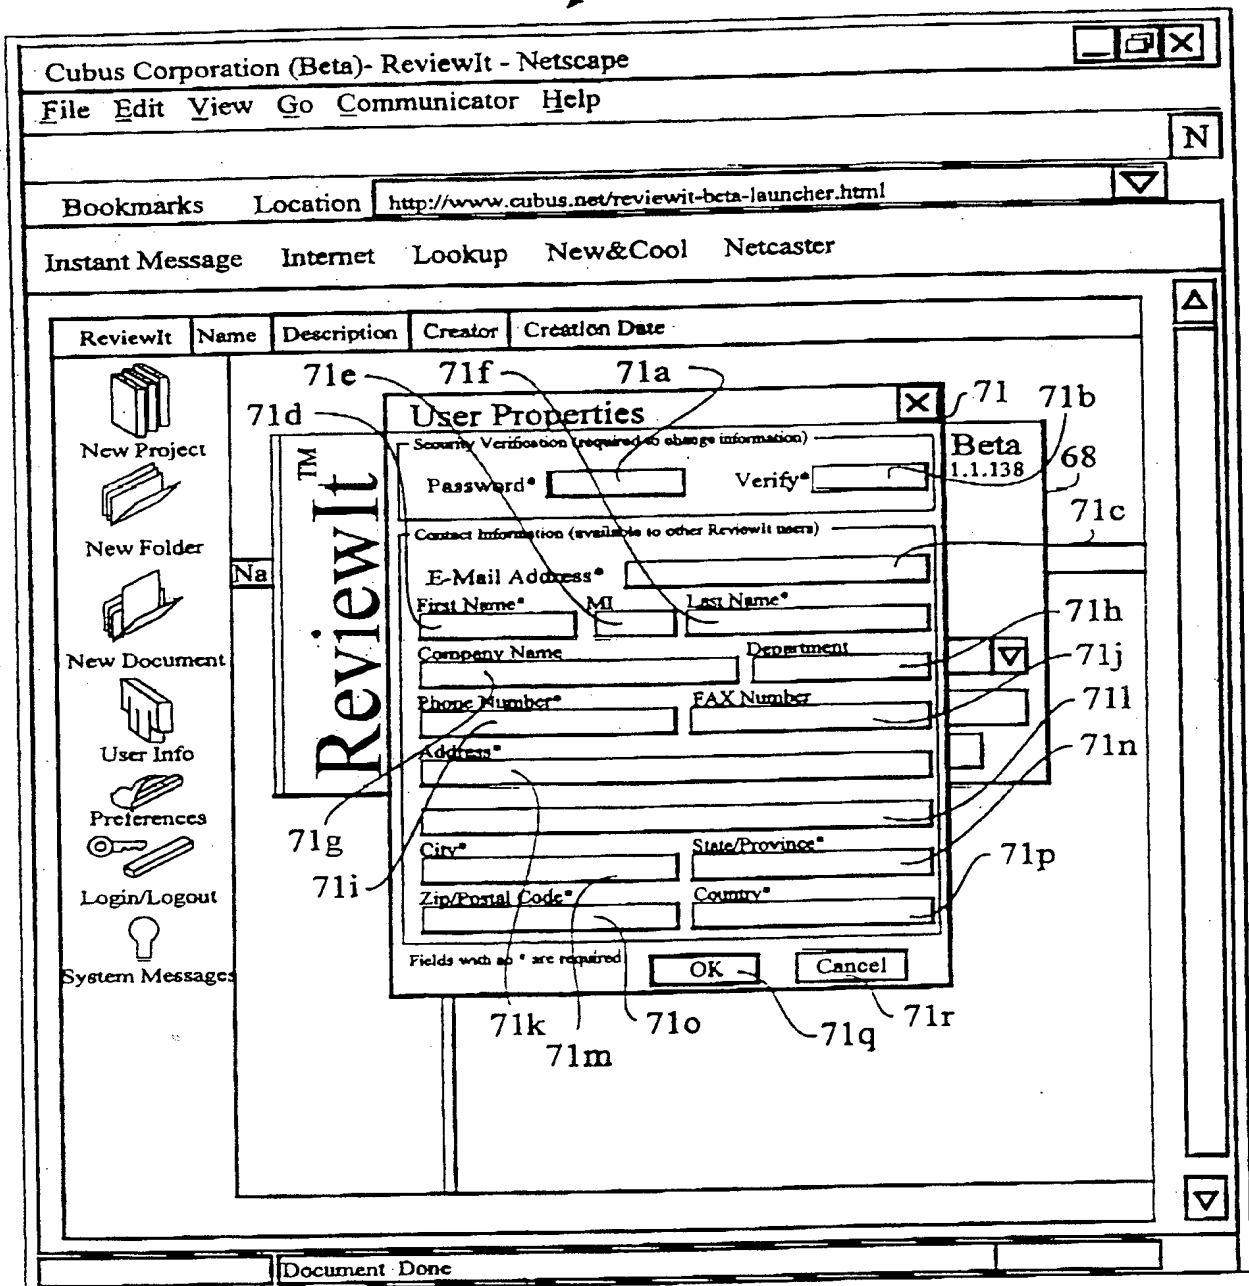 Cubus Corporation (Beta)- ReviewIt - Netscape
File Edit View Go Communicator Help
N
Bookmarks Location http://www.cubus.net/reviewit-beta-launcher.html
Instant Message Internet Lookup New&Cool Netcaster
ReviewIt Name Description Creator Creation Date
71e 71f 71a
71d User Properties 71 71b
Security Verification (required to change information)
New Project
Password* Verify*
ReviewIt™
Beta
1.1.138
68
71c
Contact Information (available to other ReviewIt users)
New Folder
Na
E-Mail Address*
First Name* MI Last Name*
71h
New Document
Company Name Department
71j
Phone Number* FAX Number
71l
User Info
Address*
71n
Preferences
71g
City* State/Province*
71p
71i
Login/Logout
Zip/Postal Code* Country*
Fields with an * are required OK Cancel
System Messages
71k 71o 71q 71r
71m
Document Done